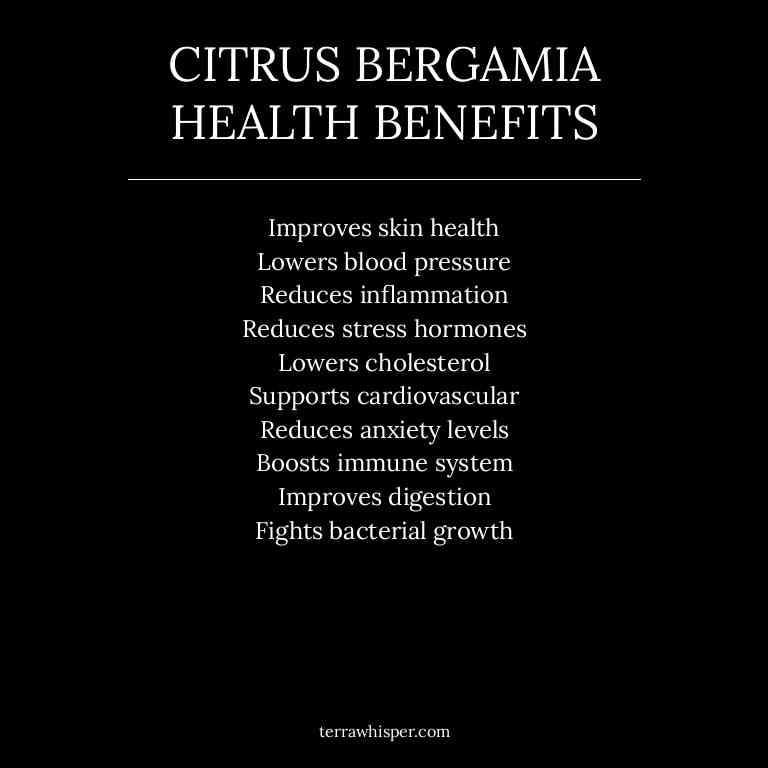 CITRUS BERGAMIA
HEALTH BENEFITS
Improves skin health
Lowers blood pressure
Reduces inflammation
Reduces stress hormones
Lowers cholesterol
Supports cardiovascular
Reduces anxiety levels
Boosts immune system
Improves digestion
Fights bacterial growth
terrawhisper.com